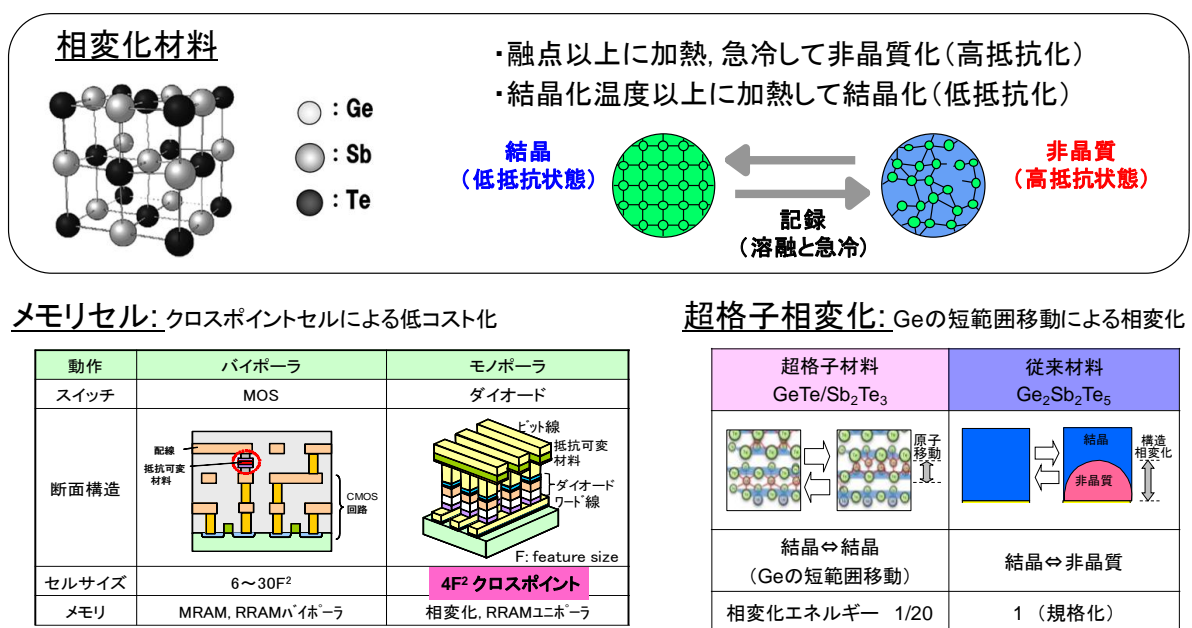 相変化材料
：Ge
：Sb
：Te
・融点以上に加熱, 急冷して非晶質化（高抵抗化）
・結晶化温度以上に加熱して結晶化（低抵抗化）
結晶
（低抵抗状態）
非晶質
（高抵抗状態）
記録
（溶融と急冷）
メモリセル: クロスポイントセルによる低コスト化
動作
バイポーラ
モノポーラ
スイッチ
MOS
ダイオード
断面構造
配線
抵抗可変
材料
CMOS
回路
ビット線
抵抗可変
材料
ダイオード
ワード線
F: feature size
セルサイズ
6～30F²
4F² クロスポイント
メモリ
MRAM, RRAMバイポーラ
相変化, RRAMユニポーラ
超格子相変化: Geの短範囲移動による相変化
超格子材料
GeTe/Sb₂Te₃
従来材料
Ge₂Sb₂Te₅
原子
移動
結晶
非晶質
構造
相変化
結晶⇔結晶
（Geの短範囲移動）
結晶⇔非晶質
相変化エネルギー 1/20
1 （規格化）